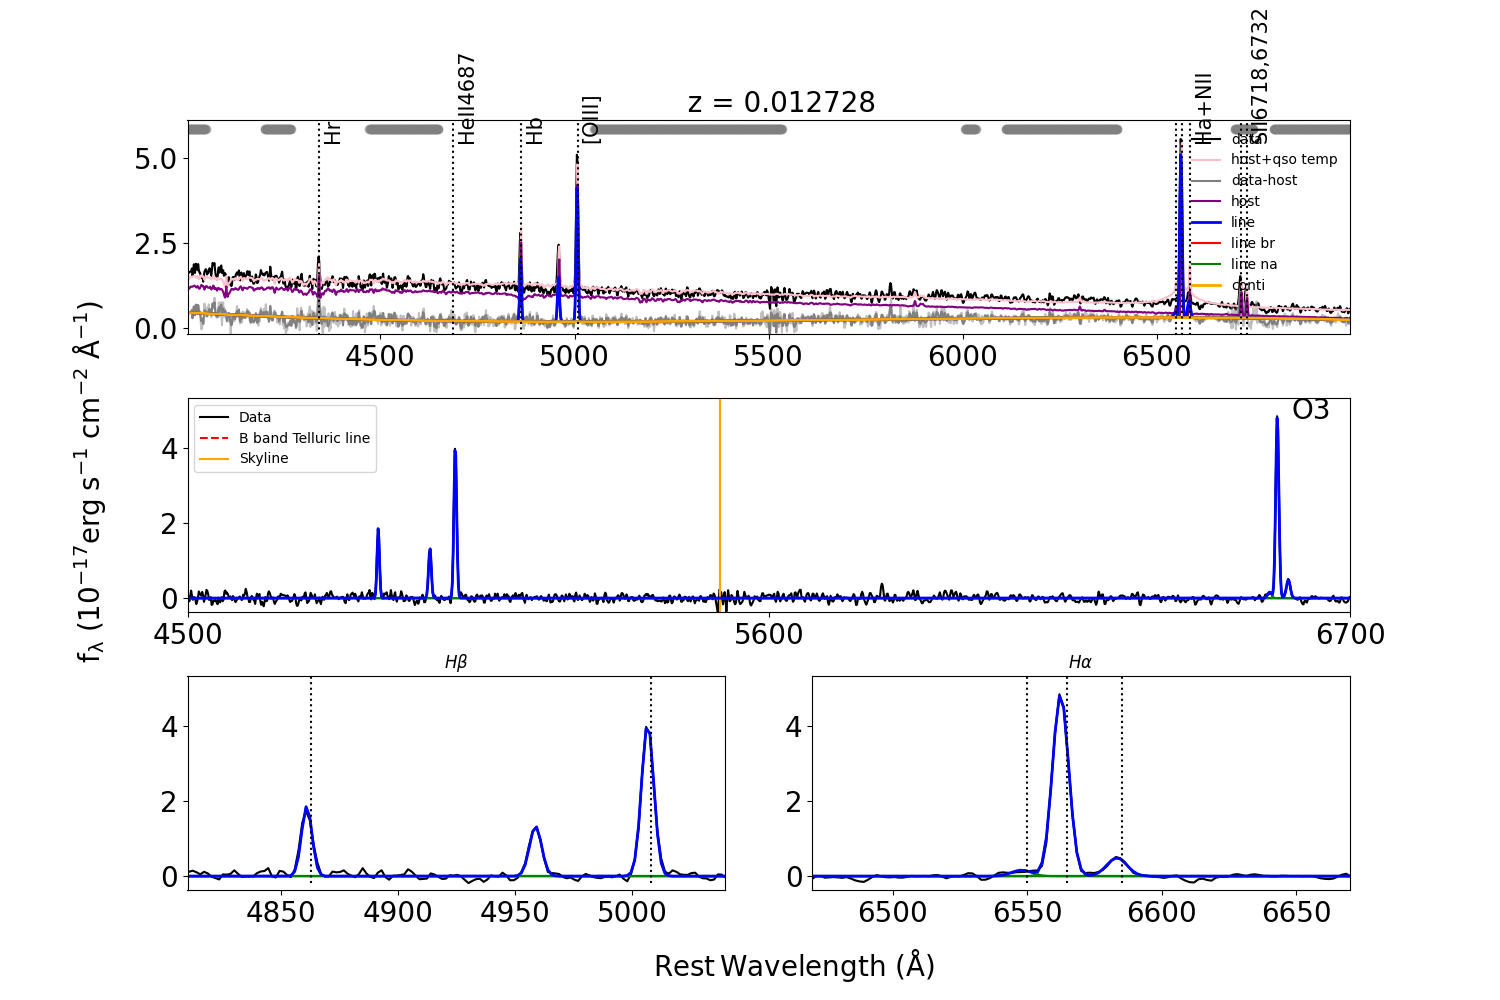 z = 0.012728
Hr
HeII4687
Hb
[OIII]
Ha+NII
SII6718,6732
5.0
2.5
0.0
data
host+qso temp
data-host
host
line
line br
line na
conti
4500 5000 5500 6000 6500
fλ (10⁻¹⁷erg s⁻¹ cm⁻² Å⁻¹)
Data
B band Telluric line
Skyline
O3
4
2
0
4500 5600 6700
Hβ
4
2
0
4850 4900 4950 5000
Hα
4
2
0
6500 6550 6600 6650
Rest Wavelength (Å)